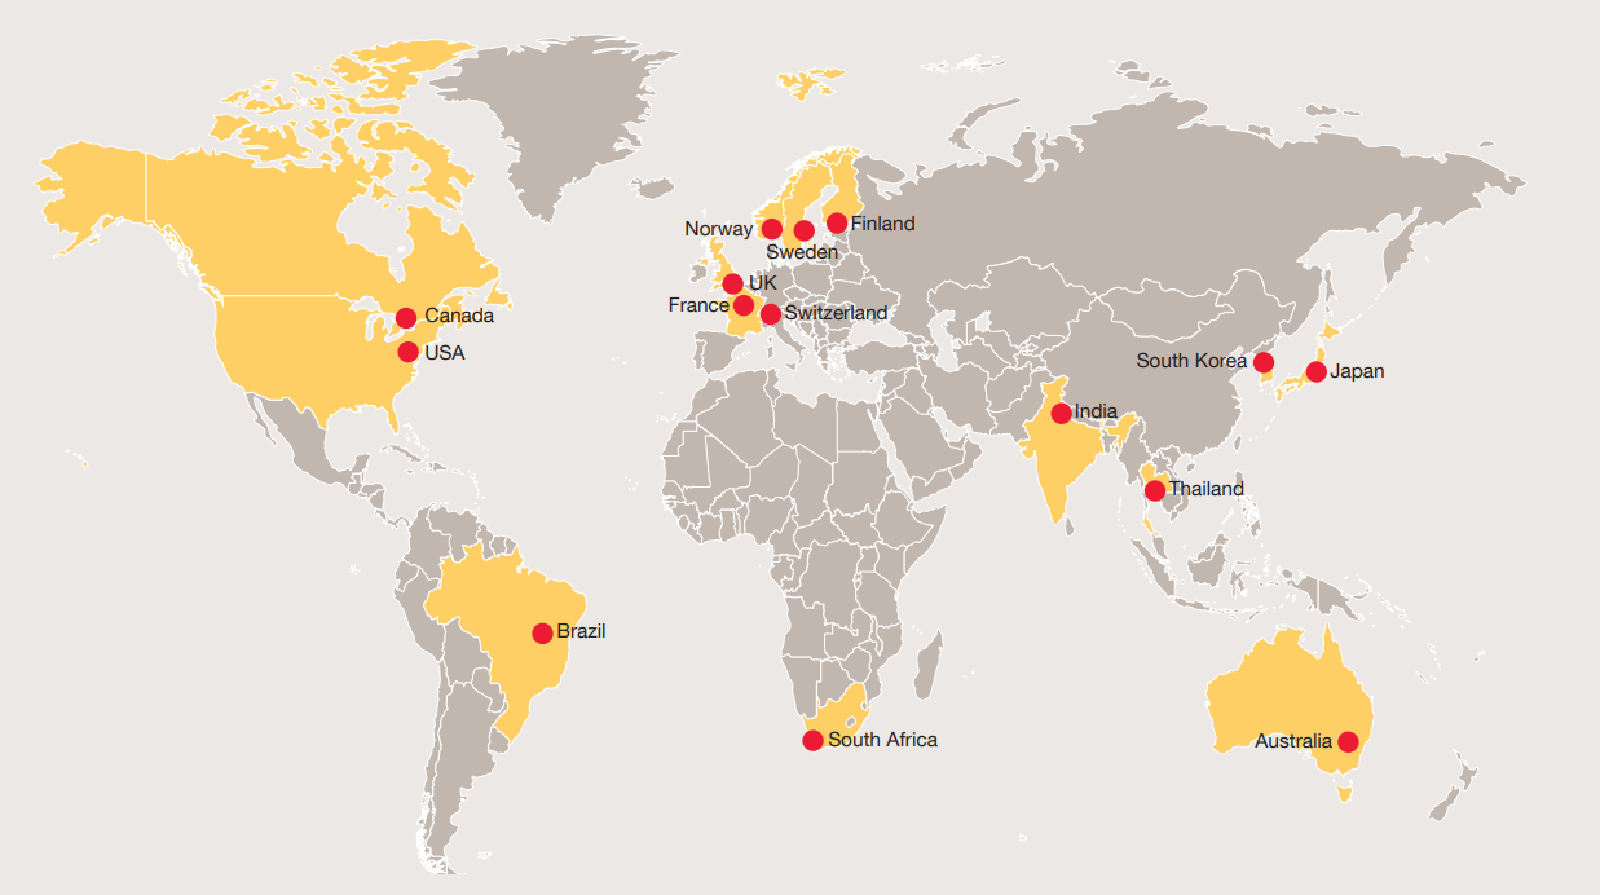 Norway
Finland
Sweden
UK
France
Switzerland
Canada
USA
South Korea
Japan
India
Thailand
Brazil
South Africa
Australia